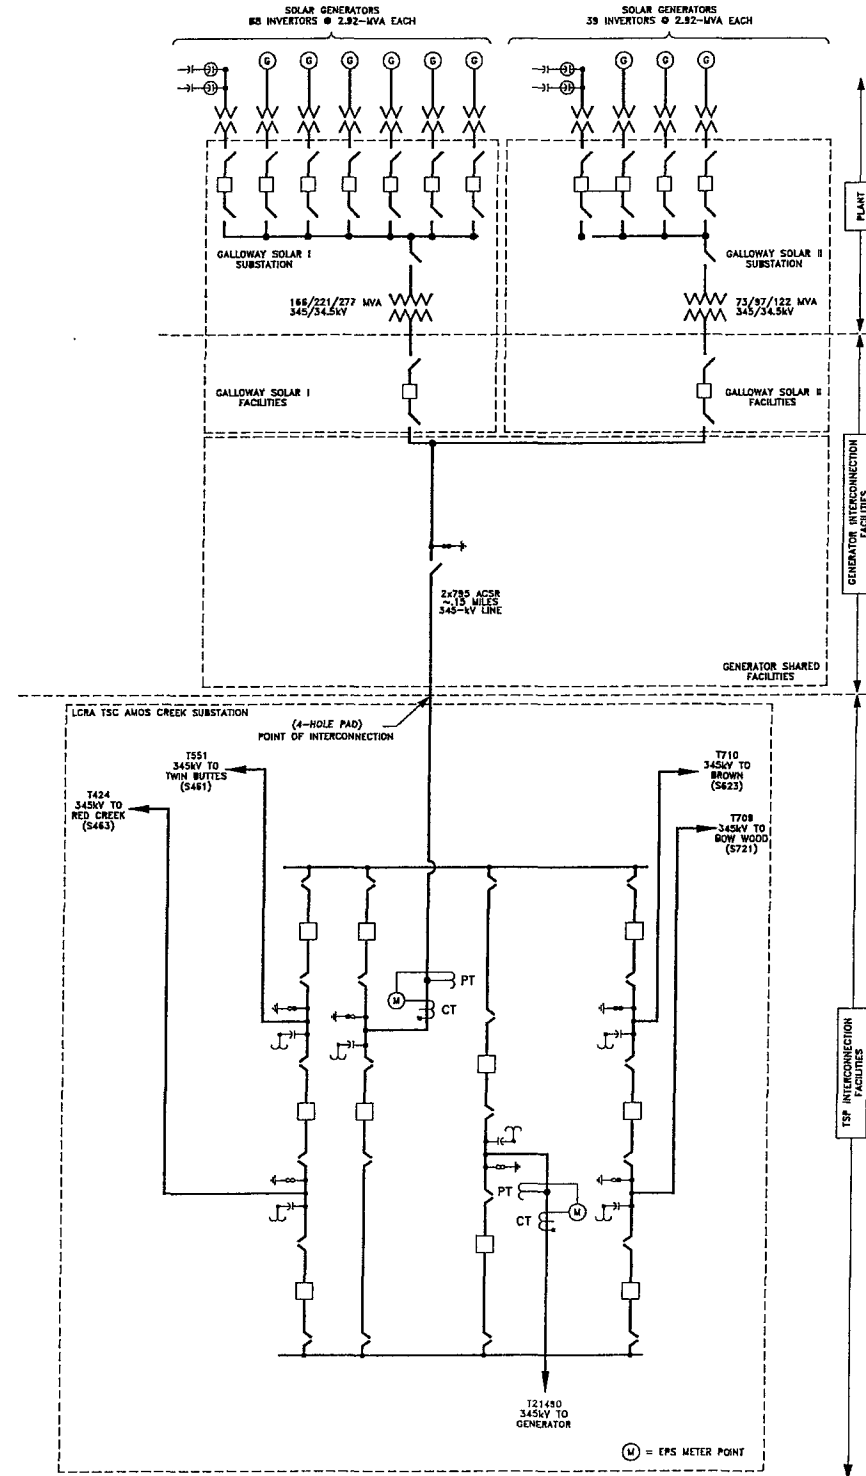 SOLAR GENERATORS
88 INVERTORS @ 2.92-MVA EACH
SOLAR GENERATORS
39 INVERTORS @ 2.92-MVA EACH
G
G
G
G
G
G
G
G
G
PLANT
GALLOWAY SOLAR I
SUBSTATION
GALLOWAY SOLAR II
SUBSTATION
166/221/277 MVA
345/34.5kV
73/97/122 MVA
345/34.5kV
GALLOWAY SOLAR I
FACILITIES
GALLOWAY SOLAR II
FACILITIES
GENERATOR INTERCONNECTION
FACILITIES
2x795 ACSR
~.15 MILES
345-kV LINE
GENERATOR SHARED
FACILITIES
LCRA TSC AMOS CREEK SUBSTATION
(4-HOLE PAD)
POINT OF INTERCONNECTION
T551
345kV TO
TWIN BUTTES
(S461)
T424
345kV TO
RED CREEK
(S463)
T710
345kV TO
BROWN
(S623)
T709
345kV TO
BOW WOOD
(S721)
PT
M
CT
TSP INTERCONNECTION
FACILITIES
PT
CT
M
T21490
345kV TO
GENERATOR
M = EPS METER POINT